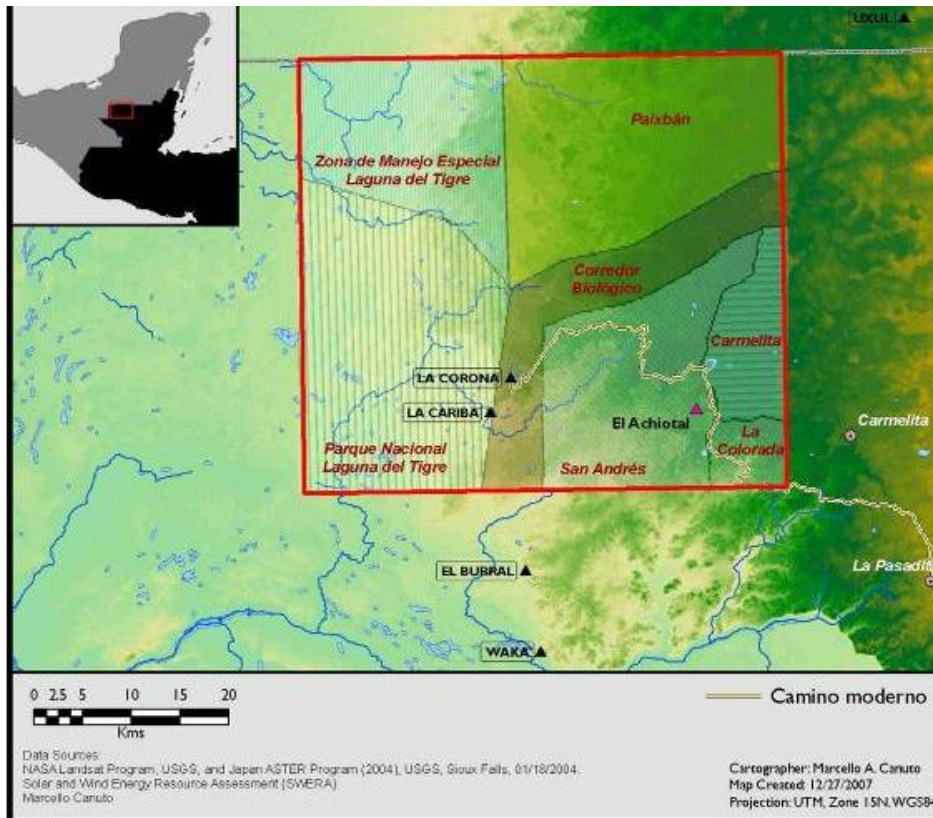 UXUL
Paixbán
Zona de Manejo Especial
Laguna del Tigre
Corredor
Biológico
Carmelita
LA CORONA
LA CARIBA
El Achiotal
La
Colorada
Carmelita
Parque Nacional
Laguna del Tigre
San Andrés
EL BURRAL
La Pasadit
WAKA
0 2.5 5 10 15 20
Kms
Camino moderno
Data Sources:
NASA Landsat Program, USGS, and Japan ASTER Program (2004), USGS, Sioux Falls, 01/18/2004.
Solar and Wind Energy Resource Assessment (SWERA)
Marcello Canuto
Cartographer: Marcello A. Canuto
Map Created: 12/27/2007
Projection: UTM, Zone 15N. WGS84